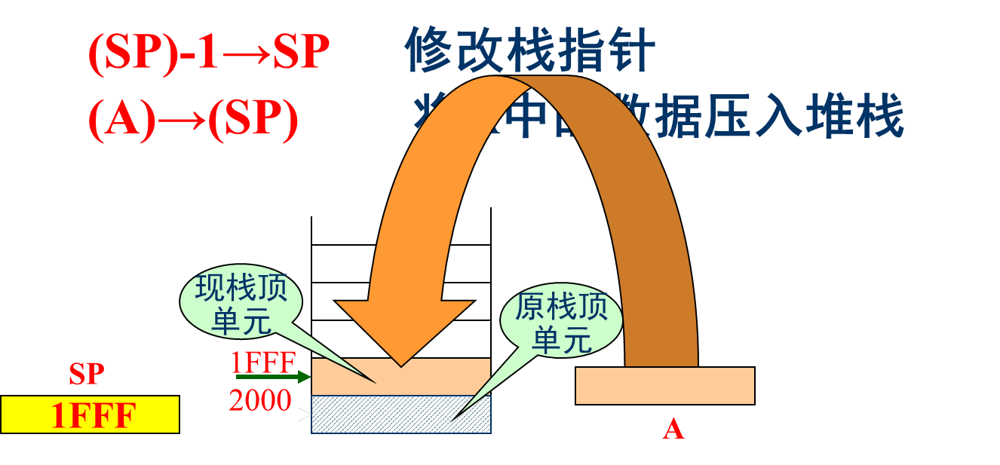 (SP)-1→SP 修改栈指针
(A)→(SP) 中 数据压入堆栈
现栈顶
单元
原栈顶
单元
1FFF
SP
2000
1FFF
A